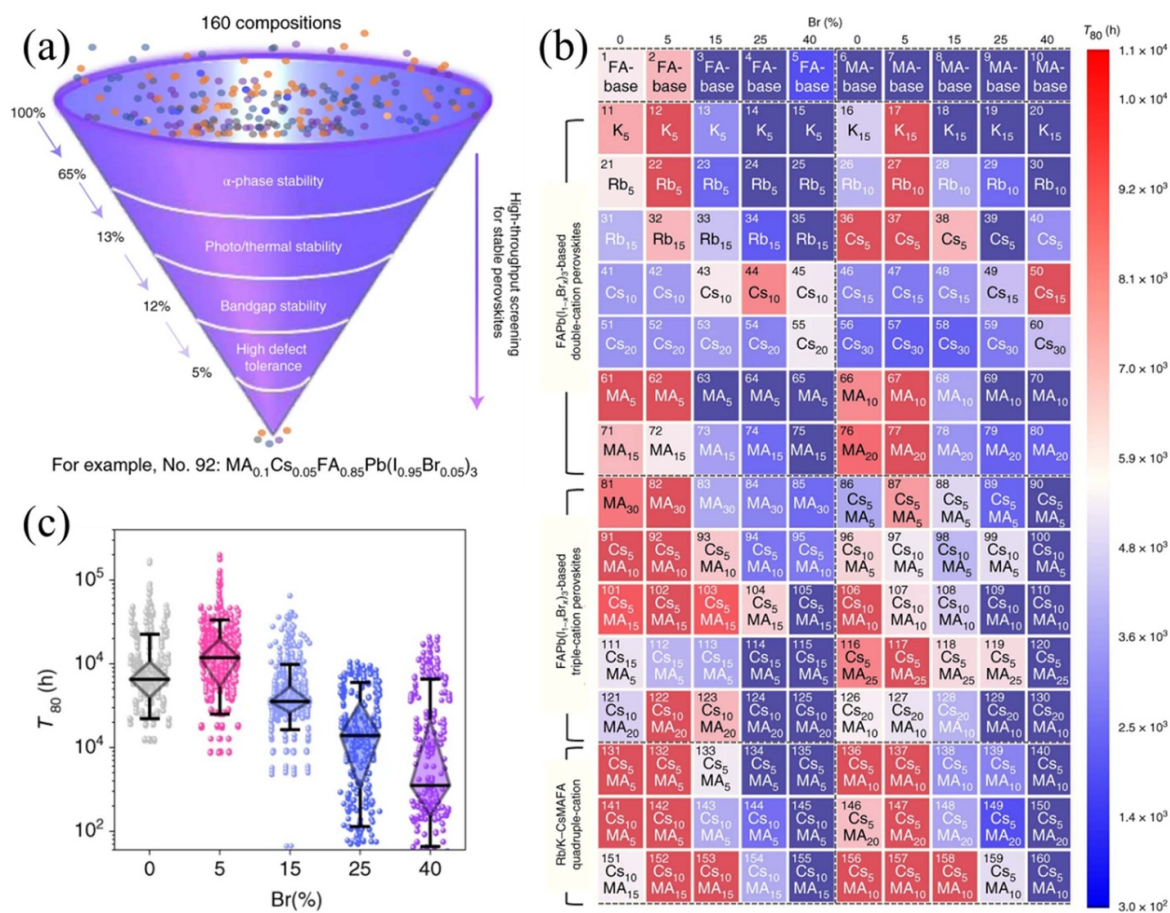 (a)
160 compositions
100%
65%
13%
12%
5%
α-phase stability
Photo/thermal stability
Bandgap stability
High defect
tolerance
High-throughput screening
for stable perovskites
For example, No. 92: MA₀.₁Cs₀.₀₅FA₀.₈₅Pb(I₀.₉₅Br₀.₀₅)₃
(b)
Br (%)
0 5 15 25 40 0 5 15 25 40
1 2 3 4 5 6 7 8 9 10
FA- FA- FA- FA- FA- MA- MA- MA- MA- MA-
base base base base base base base base base base
FAPb(I₁₋ₓBrₓ)₃-based
double-cation perovskites
11 12 13 14 15 16 17 18 19 20
K₅ K₅ K₅ K₅ K₅ K₁₅ K₁₅ K₁₅ K₁₅ K₁₅
21 22 23 24 25 26 27 28 29 30
Rb₅ Rb₅ Rb₅ Rb₅ Rb₅ Rb₁₀ Rb₁₀ Rb₁₀ Rb₁₀ Rb₁₀
31 32 33 34 35 36 37 38 39 40
Rb₁₅ Rb₁₅ Rb₁₅ Rb₁₅ Rb₁₅ Cs₅ Cs₅ Cs₅ Cs₅ Cs₅
41 42 43 44 45 46 47 48 49 50
Cs₁₀ Cs₁₀ Cs₁₀ Cs₁₀ Cs₁₀ Cs₁₅ Cs₁₅ Cs₁₅ Cs₁₅ Cs₁₅
51 52 53 54 55 56 57 58 59 60
Cs₂₀ Cs₂₀ Cs₂₀ Cs₂₀ Cs₂₀ Cs₃₀ Cs₃₀ Cs₃₀ Cs₃₀ Cs₃₀
61 62 63 64 65 66 67 68 69 70
MA₅ MA₅ MA₅ MA₅ MA₅ MA₁₀ MA₁₀ MA₁₀ MA₁₀ MA₁₀
71 72 73 74 75 76 77 78 79 80
MA₁₅ MA₁₅ MA₁₅ MA₁₅ MA₁₅ MA₂₀ MA₂₀ MA₂₀ MA₂₀ MA₂₀
FAPb(I₁₋ₓBrₓ)₃-based
triple-cation perovskites
81 82 83 84 85 86 87 88 89 90
MA₃₀ MA₃₀ MA₃₀ MA₃₀ MA₃₀ Cs₅ Cs₅ Cs₅ Cs₅ Cs₅
MA₅ MA₅ MA₅ MA₅ MA₅
91 92 93 94 95 96 97 98 99 100
Cs₅ Cs₅ Cs₅ Cs₅ Cs₅ Cs₁₀ Cs₁₀ Cs₁₀ Cs₁₀ Cs₁₀
MA₁₀ MA₁₀ MA₁₀ MA₁₀ MA₁₀ MA₅ MA₅ MA₅ MA₅ MA₅
101 102 103 104 105 106 107 108 109 110
Cs₅ Cs₅ Cs₅ Cs₅ Cs₅ Cs₁₀ Cs₁₀ Cs₁₀ Cs₁₀ Cs₁₀
MA₁₅ MA₁₅ MA₁₅ MA₁₅ MA₁₅ MA₁₀ MA₁₀ MA₁₀ MA₁₀ MA₁₀
111 112 113 114 115 116 117 118 119 120
Cs₁₅ Cs₁₅ Cs₁₅ Cs₁₅ Cs₁₅ Cs₅ Cs₅ Cs₅ Cs₅ Cs₅
MA₅ MA₅ MA₅ MA₅ MA₅ MA₂₅ MA₂₅ MA₂₅ MA₂₅ MA₂₅
121 122 123 124 125 126 127 128 129 130
Cs₁₀ Cs₁₀ Cs₁₀ Cs₁₀ Cs₁₀ Cs₂₀ Cs₂₀ Cs₂₀ Cs₂₀ Cs₂₀
MA₂₀ MA₂₀ MA₂₀ MA₂₀ MA₂₀ MA₁₀ MA₁₀ MA₁₀ MA₁₀ MA₁₀
Rb/K–CsMAFA
quadruple-cation
131 132 133 134 135 136 137 138 139 140
Cs₅ Cs₅ Cs₅ Cs₅ Cs₅ Cs₅ Cs₅ Cs₅ Cs₅ Cs₅
MA₅ MA₅ MA₅ MA₅ MA₅ MA₁₀ MA₁₀ MA₁₀ MA₁₀ MA₁₀
141 142 143 144 145 146 147 148 149 150
Cs₁₀ Cs₁₀ Cs₁₀ Cs₁₀ Cs₁₀ Cs₅ Cs₅ Cs₅ Cs₅ Cs₅
MA₅ MA₅ MA₅ MA₅ MA₅ MA₂₀ MA₂₀ MA₂₀ MA₂₀ MA₂₀
151 152 153 154 155 156 157 158 159 160
Cs₁₀ Cs₁₀ Cs₁₀ Cs₁₀ Cs₁₀ Cs₁₀ Cs₁₀ Cs₁₀ Cs₁₀ Cs₁₀
MA₁₅ MA₁₅ MA₁₅ MA₁₅ MA₁₅ MA₁₅ MA₁₅ MA₁₅ MA₁₅ MA₁₅
T₈₀ (h)
1.1 × 10⁴
1.0 × 10⁴
9.2 × 10³
8.1 × 10³
7.0 × 10³
5.9 × 10³
4.8 × 10³
3.6 × 10³
2.5 × 10³
1.4 × 10³
3.0 × 10²
(c)
T₈₀ (h)
10⁵
10⁴
10⁴
10²
0 5 15 25 40
Br(%)